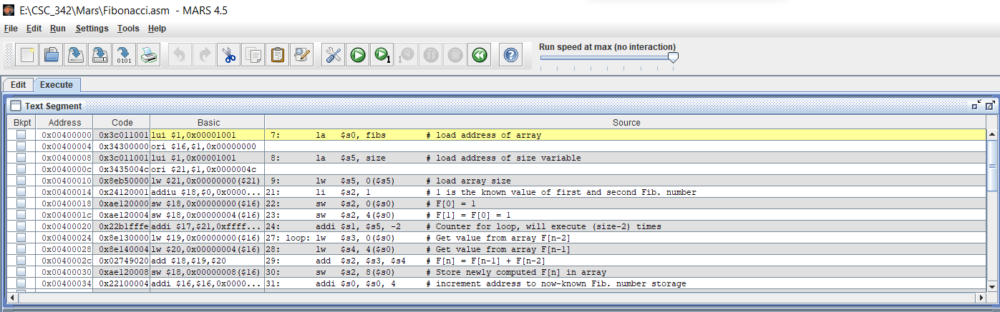 E:\CSC_342\Mars\Fibonacci.asm - MARS 4.5
File Edit Run Settings Tools Help
Run speed at max (no interaction)
0101 1 1
Edit Execute
Text Segment
Bkpt Address Code Basic Source
0x00400000 0x3c011001 lui $1,0x00001001 7: la $s0, fibs # load address of array
0x00400004 0x34300000 ori $16,$1,0x00000000
0x00400008 0x3c011001 lui $1,0x00001001 8: la $s5, size # load address of size variable
0x0040000c 0x3435004c ori $21,$1,0x0000004c
0x00400010 0x8eb50000 lw $21,0x00000000($21) 9: lw $s5, 0($s5) # load array size
0x00400014 0x24120001 addiu $18,$0,0x0000... 21: li $s2, 1 # 1 is the known value of first and second Fib. number
0x00400018 0xae120000 sw $18,0x00000000($16) 22: sw $s2, 0($s0) # F[0] = 1
0x0040001c 0xae120004 sw $18,0x00000004($16) 23: sw $s2, 4($s0) # F[1] = F[0] = 1
0x00400020 0x22b1fffe addi $17,$21,0xffff... 24: addi $s1, $s5, -2 # Counter for loop, will execute (size-2) times
0x00400024 0x8e130000 lw $19,0x00000000($16) 27: loop: lw $s3, 0($s0) # Get value from array F[n-2]
0x00400028 0x8e140004 lw $20,0x00000004($16) 28: lw $s4, 4($s0) # Get value from array F[n-1]
0x0040002c 0x02749020 add $18,$19,$20 29: add $s2, $s3, $s4 # F[n] = F[n-1] + F[n-2]
0x00400030 0xae120008 sw $18,0x00000008($16) 30: sw $s2, 8($s0) # Store newly computed F[n] in array
0x00400034 0x22100004 addi $16,$16,0x0000... 31: addi $s0, $s0, 4 # increment address to now-known Fib. number storage